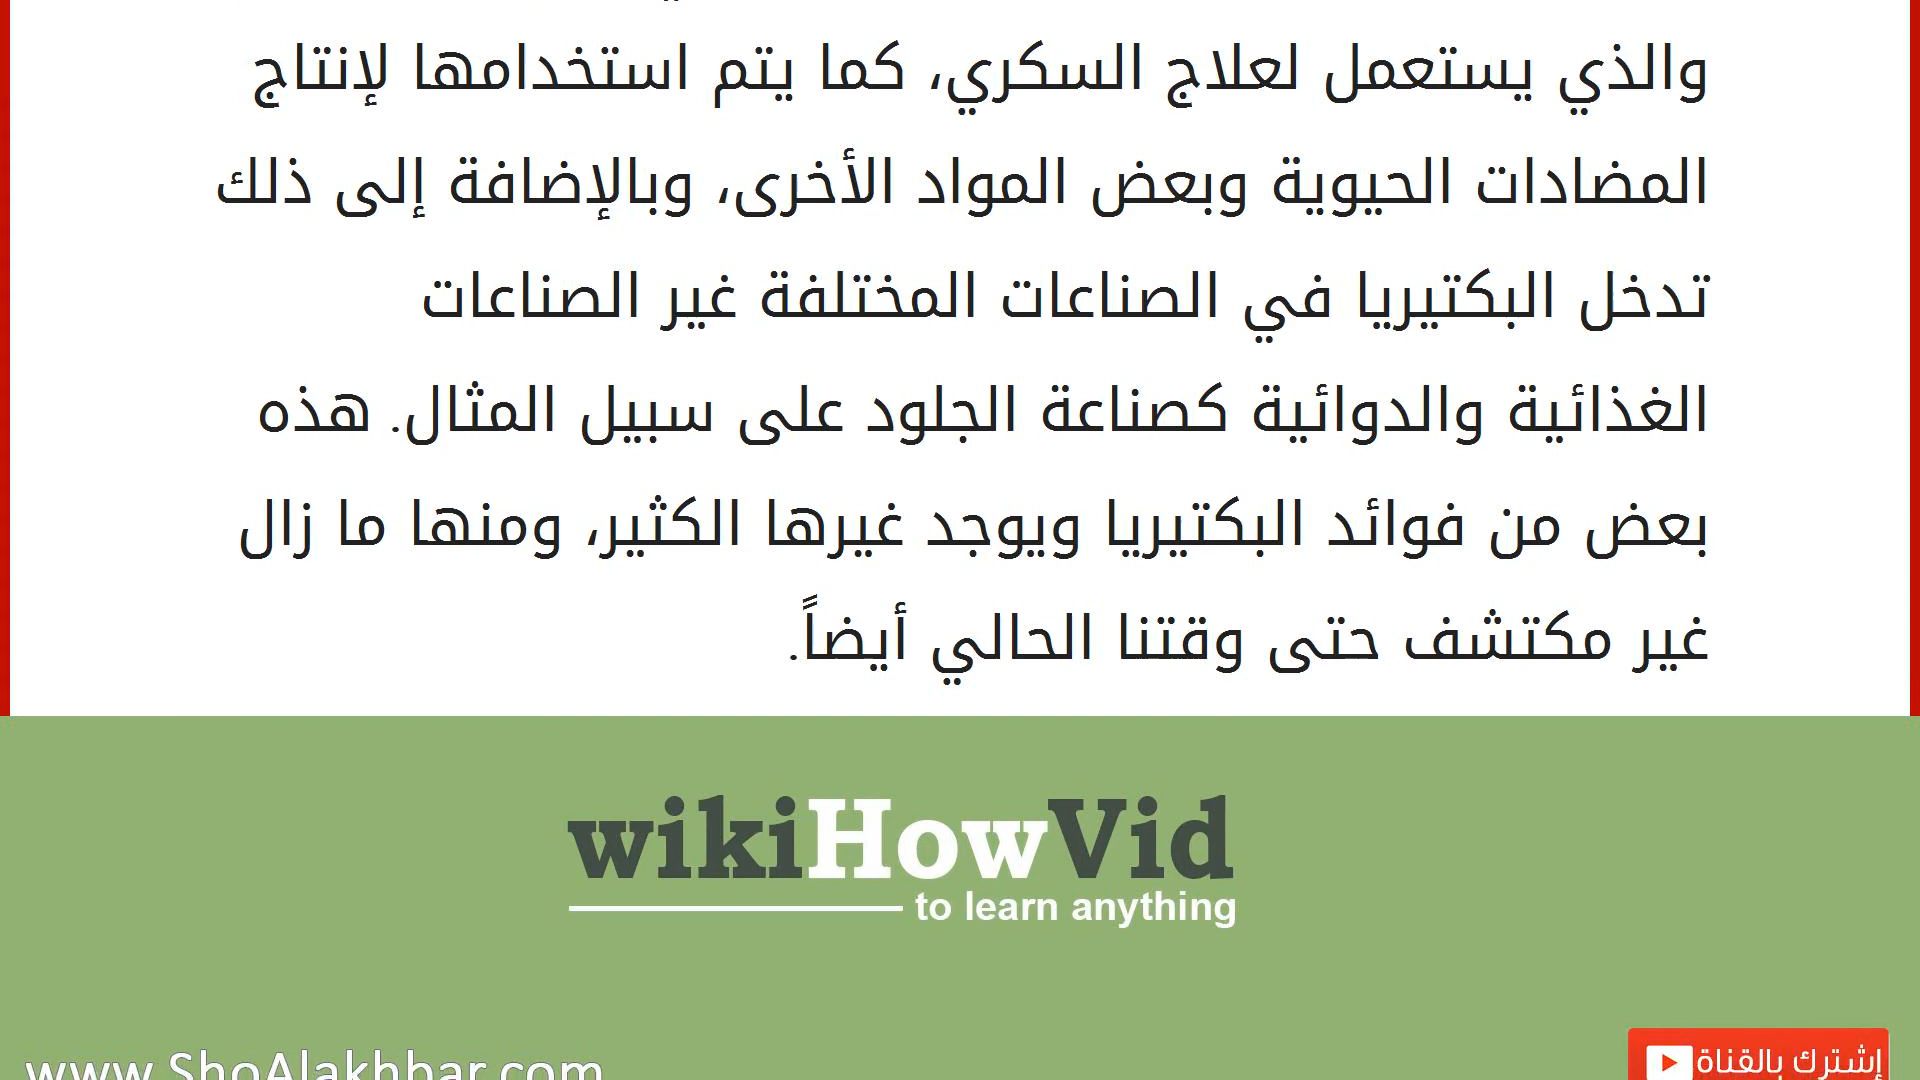 والذي يستعمل لعلاج السكري، كما يتم استخدامها لإنتاج
المضادات الحيوية وبعض المواد الأخرى، وبالإضافة إلى ذلك
تدخل البكتيريا في الصناعات المختلفة غير الصناعات
الغذائية والدوائية كصناعة الجلود على سبيل المثال. هذه
بعض من فوائد البكتيريا ويوجد غيرها الكثير، ومنها ما زال
غير مكتشف حتى وقتنا الحالي أيضاً.
wikiHowVid
to learn anything
www.ShoAlakhbar.com
إشترك بالقناة